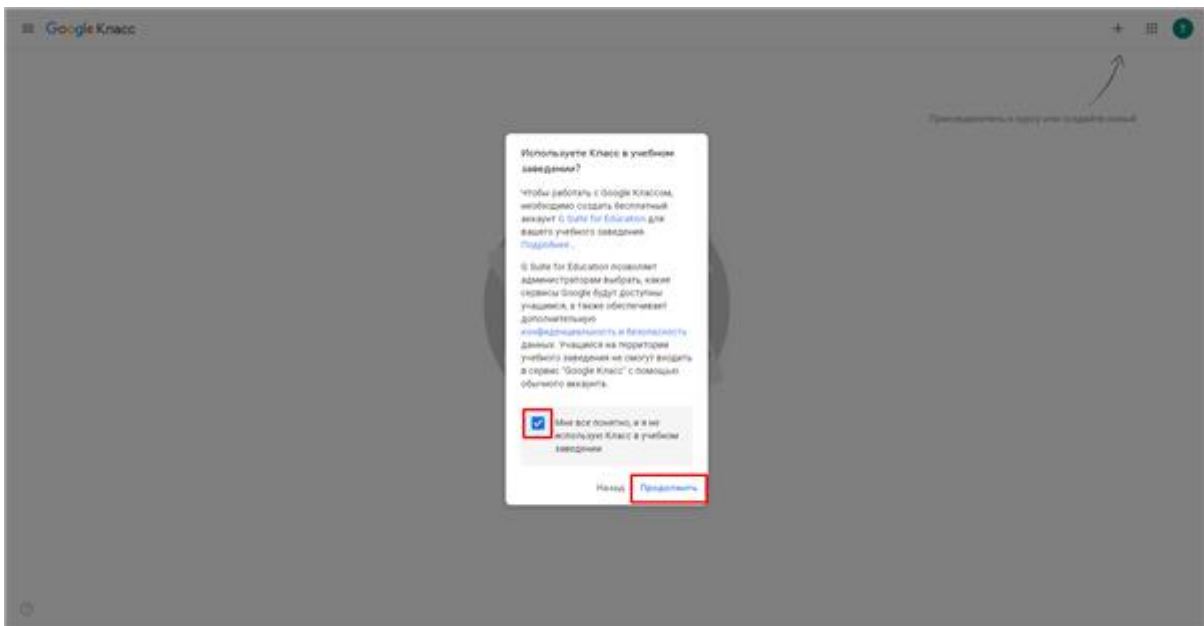 Google Класс
Присоединитесь к курсу или создайте новый
Используете Класс в учебном
заведении?
Чтобы работать с Google Классом,
необходимо создать бесплатный
аккаунт G Suite for Education для
вашего учебного заведения.
Подробнее…
G Suite for Education позволяет
администраторам выбрать, какие
сервисы Google будут доступны
учащимся, а также обеспечивает
дополнительную
конфиденциальность и безопасность
данных. Учащиеся на территории
учебного заведения не смогут входить
в сервис "Google Класс" с помощью
обычного аккаунта.
Мне все понятно, и я не
использую Класс в учебном
заведении
Назад Продолжить